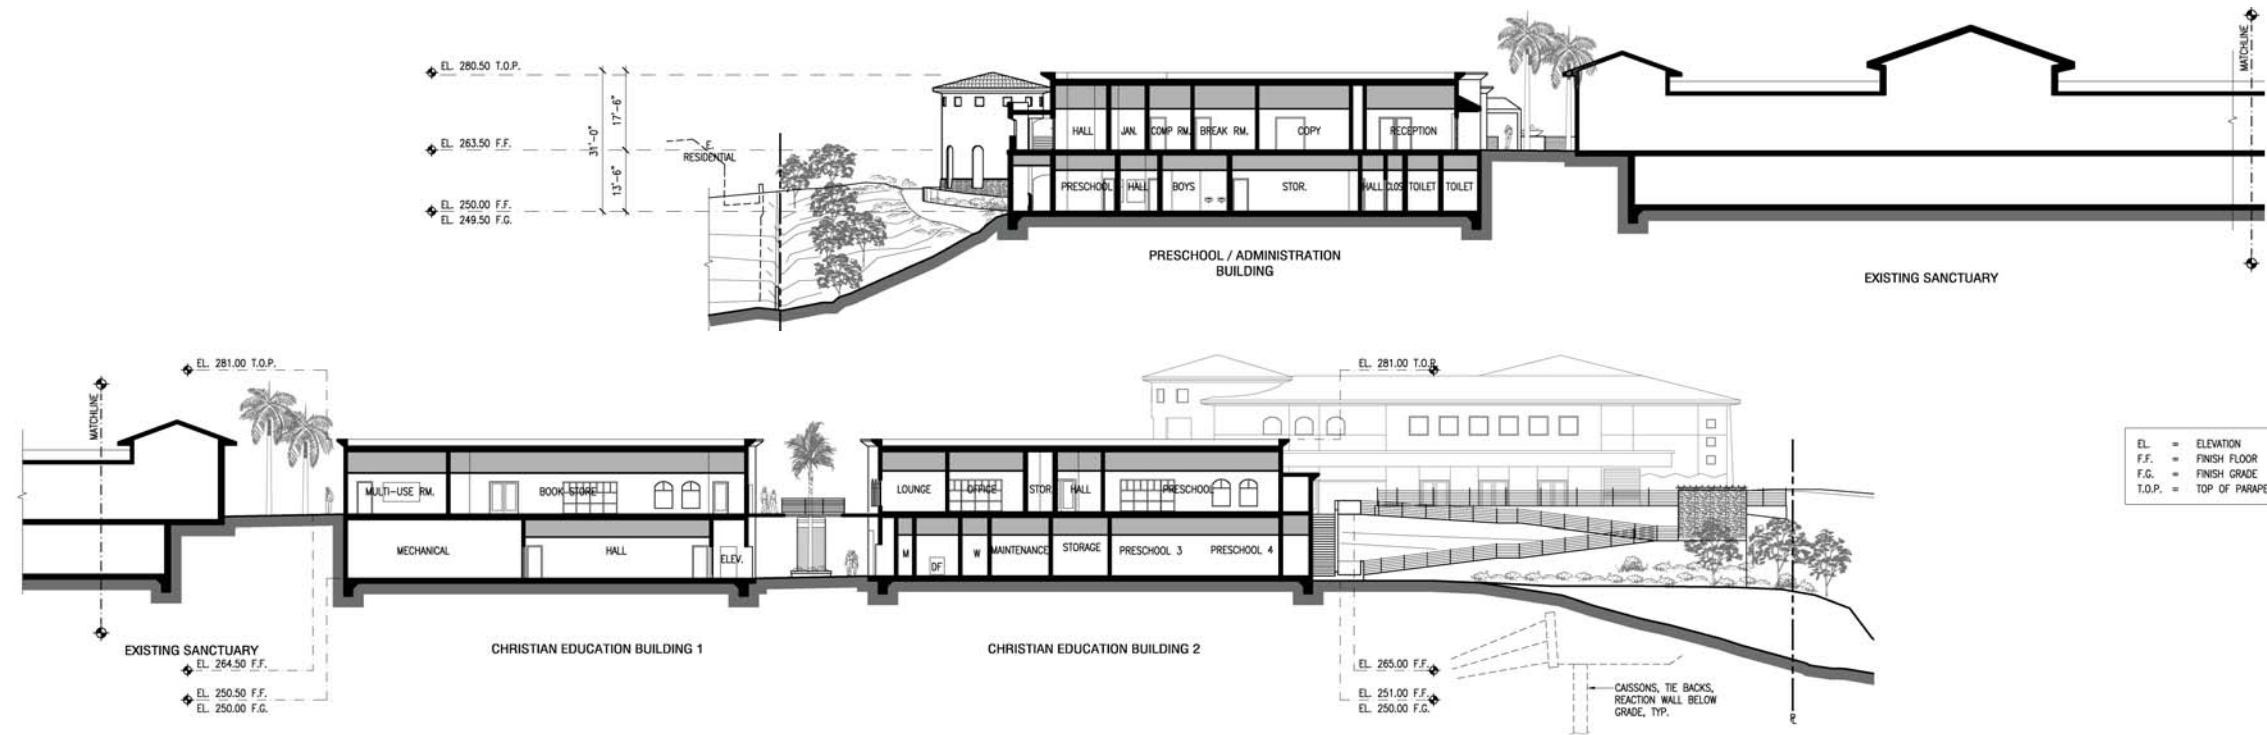 MATCHLINE
EL. 280.50 T.O.P.
17'-6"
31'-0"
EL. 263.50 F.F.
13'-6"
EL. 250.00 F.F.
EL. 249.50 F.G.
E.
RESIDENTIAL
HALL JAN. COMP RM. BREAK RM. COPY RECEPTION
PRESCHOOL HALL BOYS STOR. HALL CLOS TOILET TOILET
PRESCHOOL / ADMINISTRATION
BUILDING
EXISTING SANCTUARY
EL. 281.00 T.O.P.
EL. 281.00 T.O.P.
MATCHLINE
MULTI-USE RM. BOOK STORE
LOUNGE OFFICE STOR HALL PRESCHOOL
MECHANICAL HALL ELEV.
M DF W MAINTENANCE STORAGE PRESCHOOL 3 PRESCHOOL 4
EL. = ELEVATION
F.F. = FINISH FLOOR
F.G. = FINISH GRADE
T.O.P. = TOP OF PARAPE
EXISTING SANCTUARY
CHRISTIAN EDUCATION BUILDING 1
CHRISTIAN EDUCATION BUILDING 2
EL. 264.50 F.F.
EL. 250.50 F.F.
EL. 250.00 F.G.
EL. 265.00 F.F.
EL. 251.00 F.F.
EL. 250.00 F.G.
CAISSONS, TIE BACKS,
REACTION WALL BELOW
GRADE, TYP.